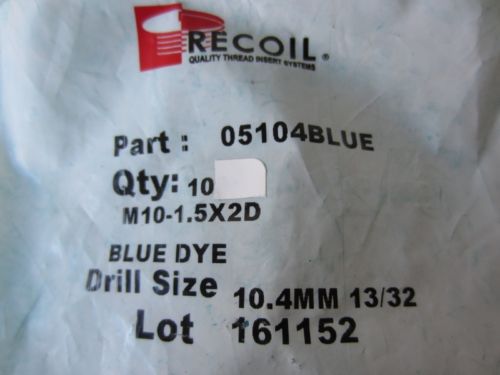 RECOIL®
QUALITY THREAD INSERT SYSTEMS
Part : 05104BLUE
Qty: 10
M10-1.5X2D
BLUE DYE
Drill Size 10.4MM 13/32
Lot 161152